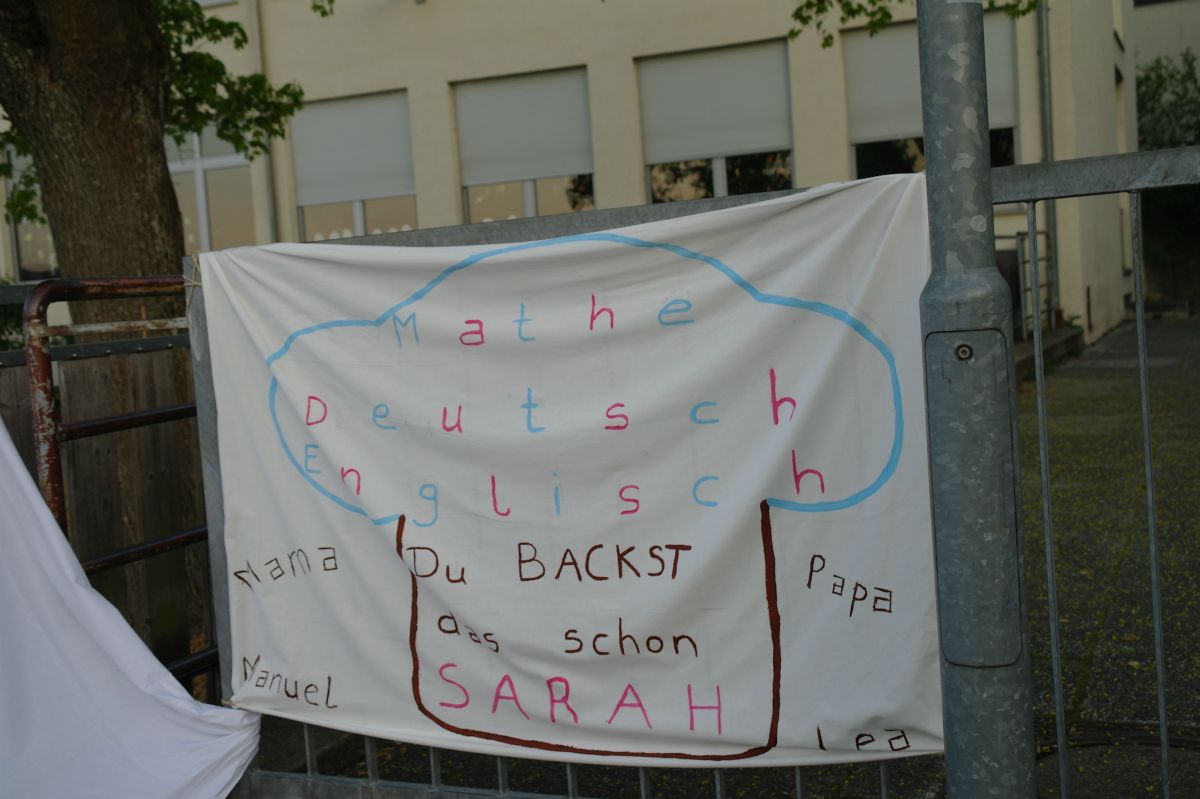 Mathe
Deutsch
Englisch
Du BACKST
das schon
SARAH
Mama
Papa
Manuel
lea